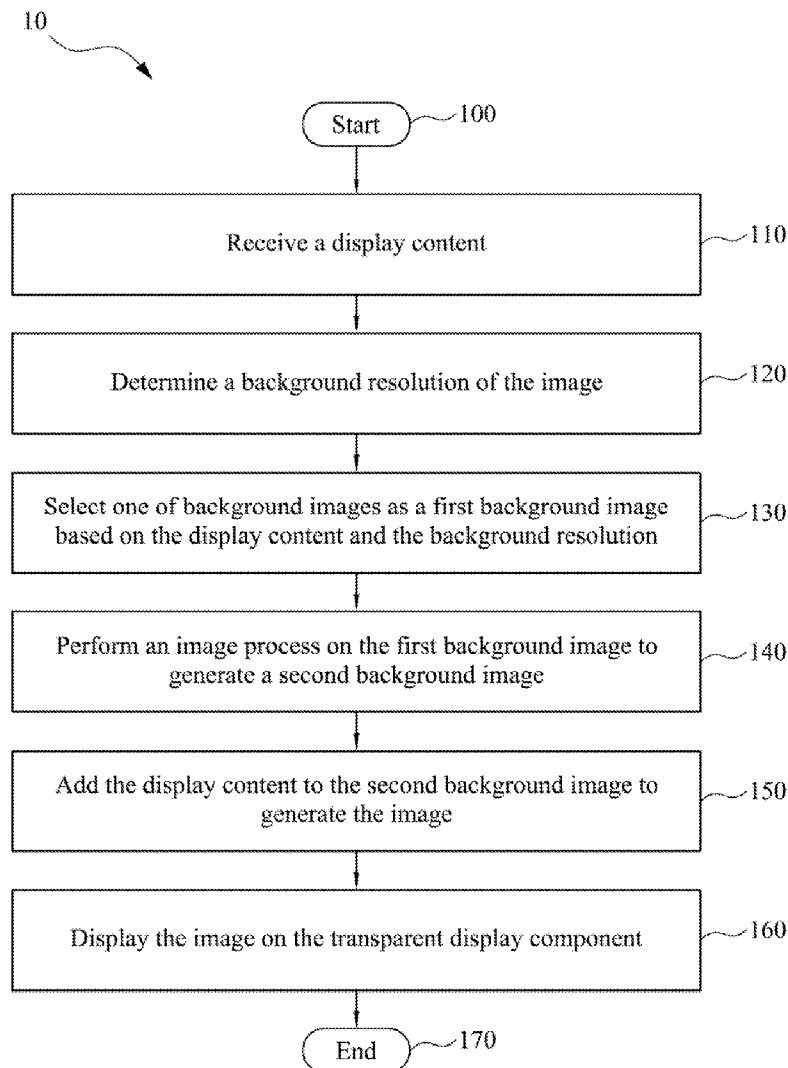 10
Start
100
Receive a display content
110
Determine a background resolution of the image
120
Select one of background images as a first background image
based on the display content and the background resolution
130
Perform an image process on the first background image to
generate a second background image
140
Add the display content to the second background image to
generate the image
150
Display the image on the transparent display component
160
End
170